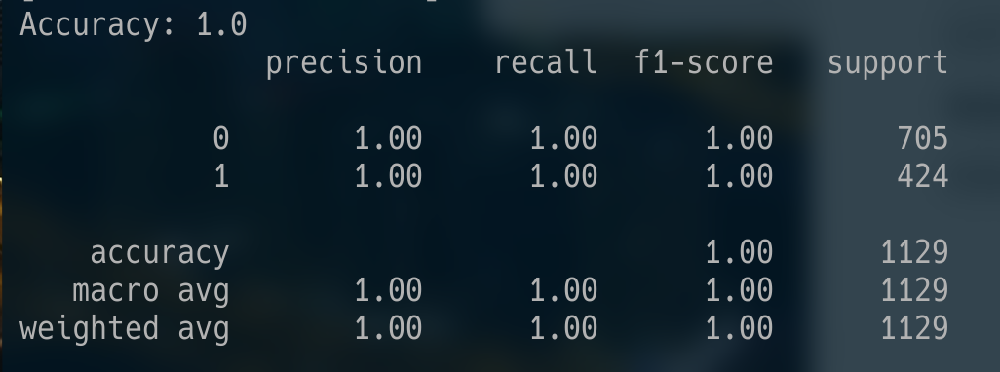 Accuracy: 1.0
precision recall f1-score support
0 1.00 1.00 1.00 705
1 1.00 1.00 1.00 424
accuracy 1.00 1129
macro avg 1.00 1.00 1.00 1129
weighted avg 1.00 1.00 1.00 1129